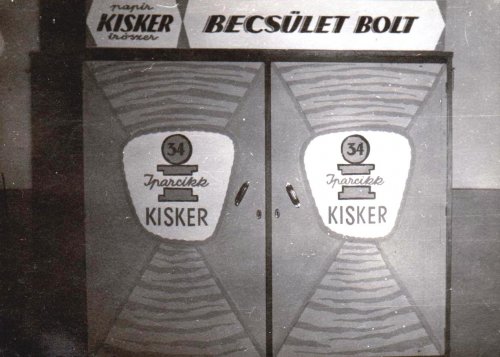 papír
KISKER
írószer
BECSÜLET BOLT
34
Iparcikk
KISKER
34
Iparcikk
KISKER